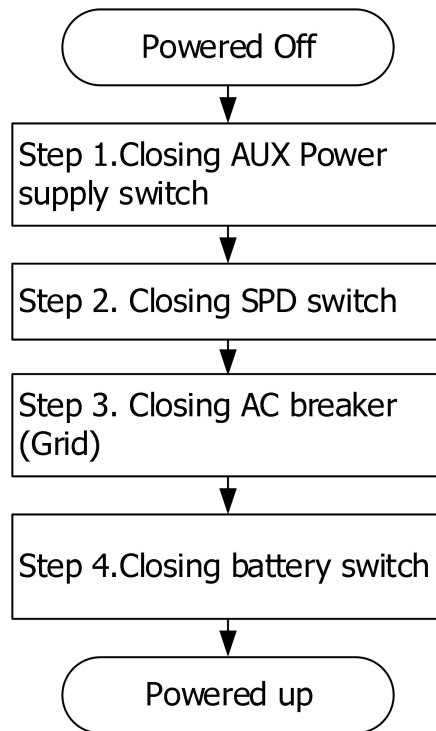 Powered Off
Step 1.Closing AUX Power
supply switch
Step 2. Closing SPD switch
Step 3. Closing AC breaker
(Grid)
Step 4.Closing battery switch
Powered up